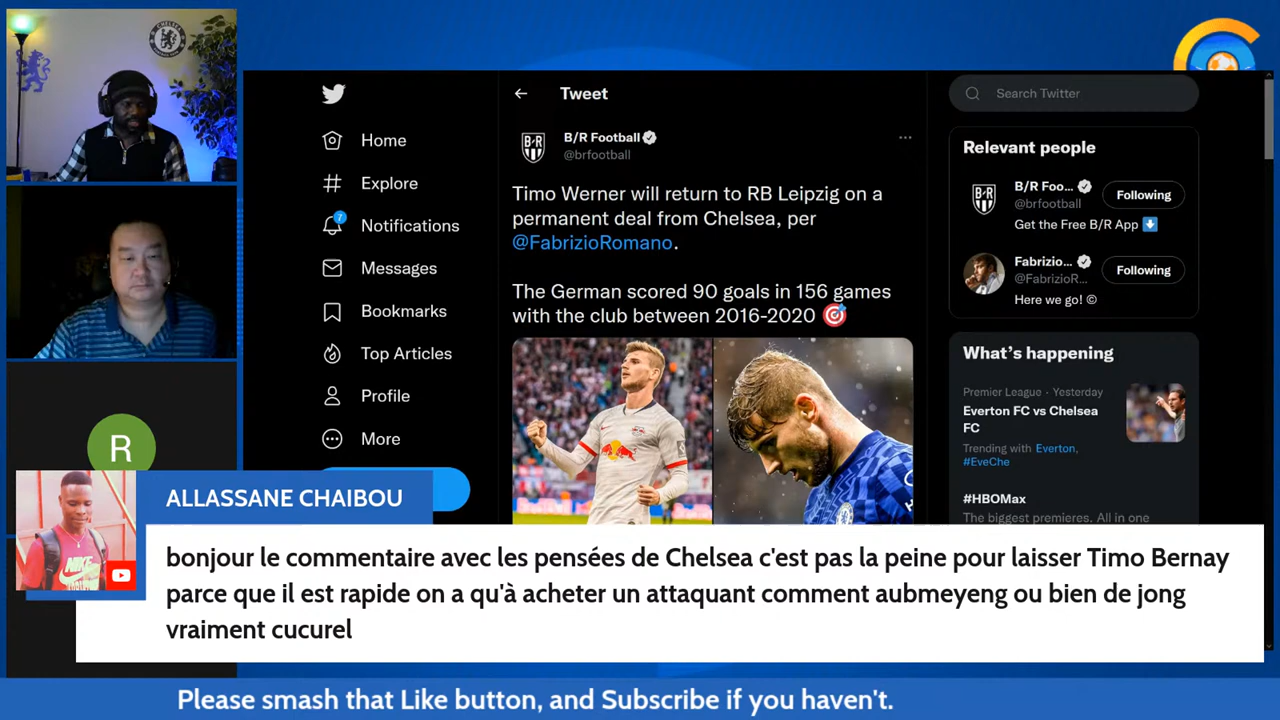 CHELSEA
Tweet
Search Twitter
B/R Football
@brfootball
Timo Werner will return to RB Leipzig on a
permanent deal from Chelsea, per
@FabrizioRomano.
The German scored 90 goals in 156 games
with the club between 2016-2020
Home
Explore
7
Notifications
Messages
Bookmarks
Top Articles
Profile
More
Relevant people
B/R Foo...
@brfootball
Following
Get the Free B/R App
Fabrizio...
@FabrizioR...
Following
Here we go! ©
What's happening
Premier League · Yesterday
Everton FC vs Chelsea
FC
Trending with Everton,
#EveChe
#HBOMax
The biggest premieres. All in one
R
B R
NIKE
ALLASSANE CHAIBOU
bonjour le commentaire avec les pensées de Chelsea c'est pas la peine pour laisser Timo Bernay
parce que il est rapide on a qu'à acheter un attaquant comment aubmeyeng ou bien de jong
vraiment cucurel
Please smash that Like button, and Subscribe if you haven't.